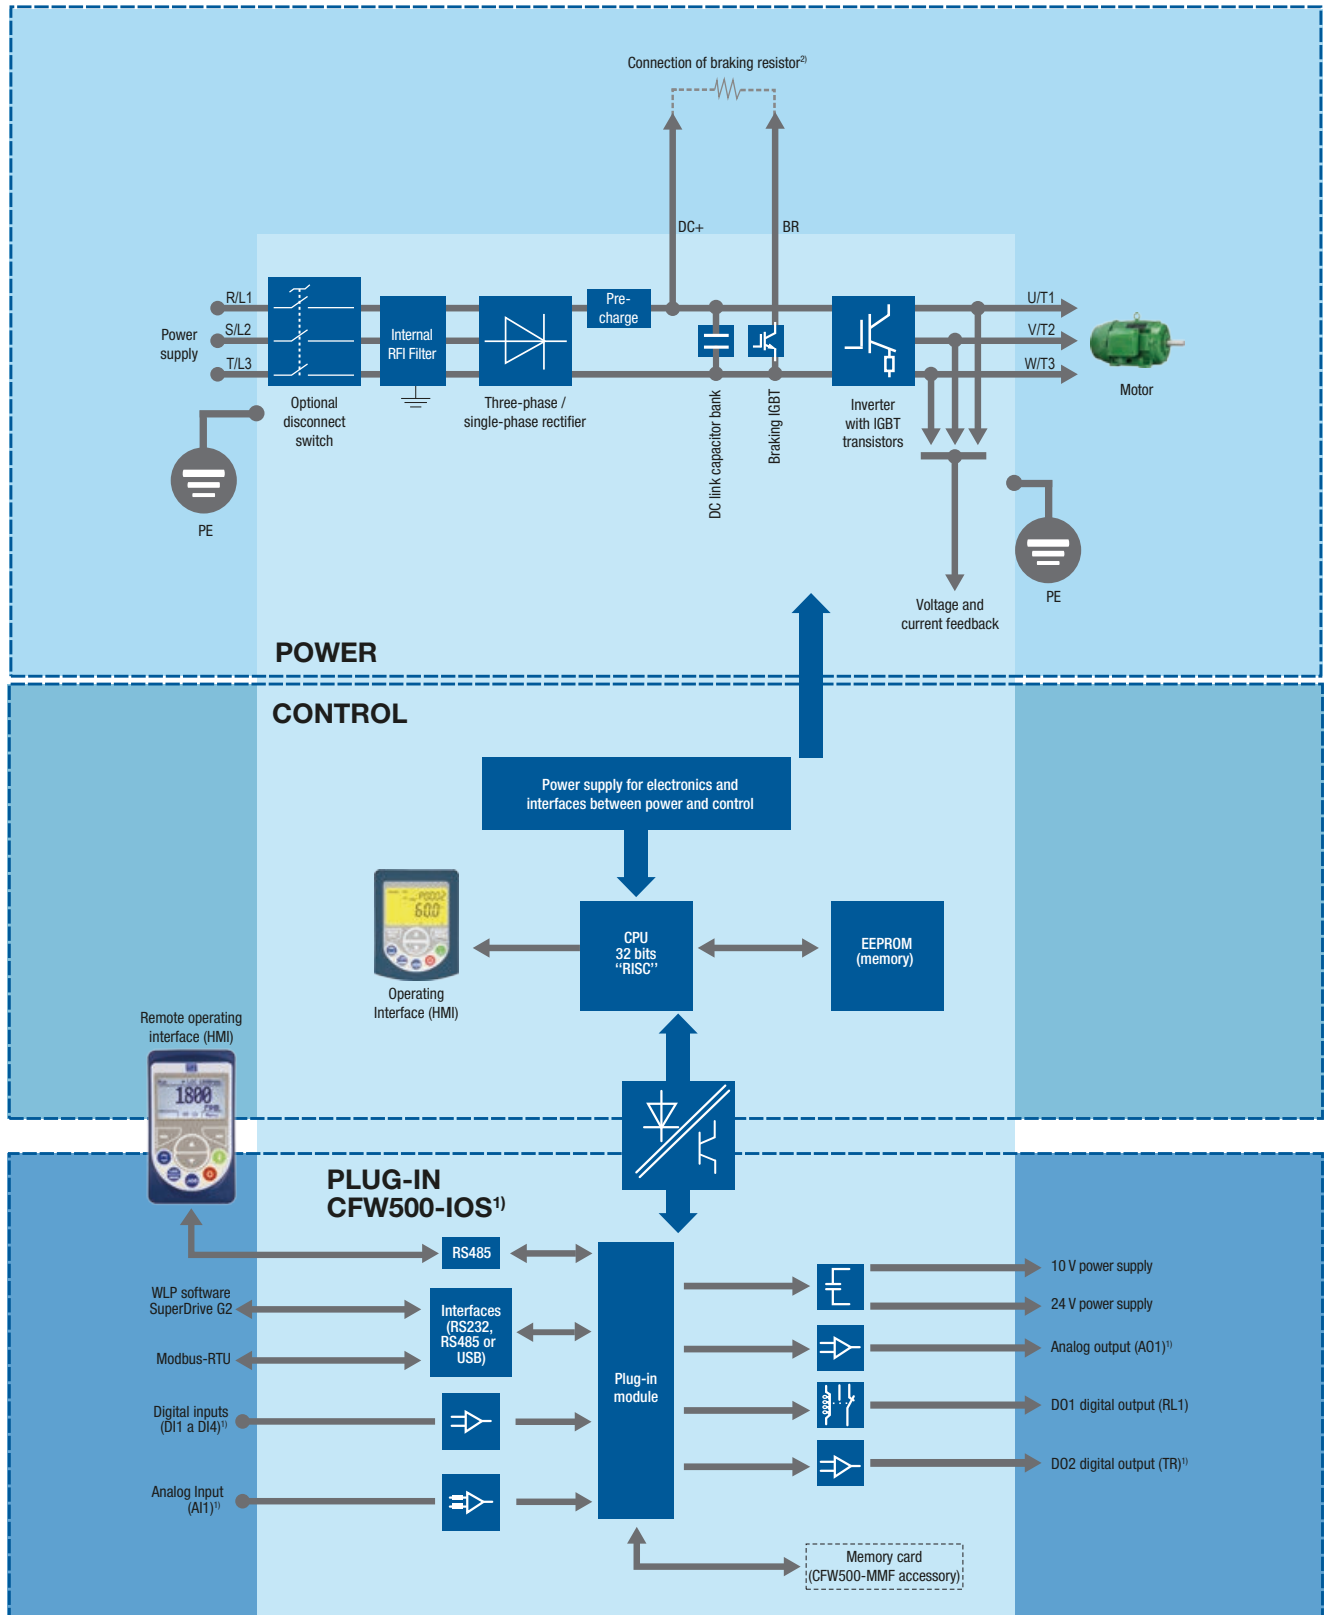 Connection of braking resistor²⁾
DC+
BR
R/L1
S/L2
T/L3
Power
supply
Internal
RFI Filter
Pre-
charge
U/T1
V/T2
W/T3
Motor
Optional
disconnect
switch
Three-phase /
single-phase rectifier
DC link capacitor bank
Braking IGBT
Inverter
with IGBT
transistors
PE
PE
Voltage and
current feedback
POWER
CONTROL
Power supply for electronics and
interfaces between power and control
P0002
60.0
CPU
32 bits
“RISC”
EEPROM
(memory)
Operating
Interface (HMI)
Remote operating
interface (HMI)
1800
PLUG-IN
CFW500-IOS¹⁾
RS485
WLP software
SuperDrive G2
Modbus-RTU
Interfaces
(RS232,
RS485 or
USB)
Digital inputs
(DI1 a DI4)¹⁾
Analog Input
(AI1)¹⁾
Plug-in
module
10 V power supply
24 V power supply
Analog output (AO1)¹⁾
DO1 digital output (RL1)
DO2 digital output (TR)¹⁾
Memory card
(CFW500-MMF accessory)